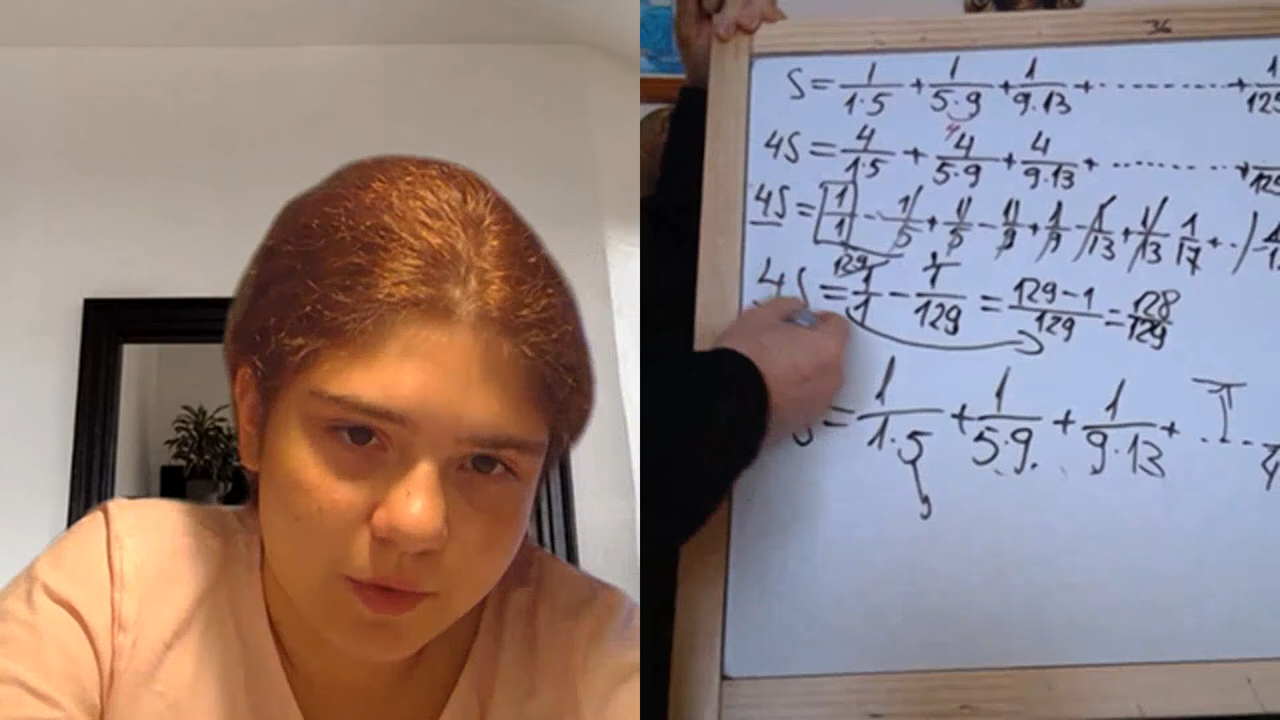 S = 1/1·5 + 1/5·9 + 1/9·13 + .......... + 1/125
4S = 4/1·5 + 4/5·9 + 4/9·13 + .......... + /125
4S = 1/1 - 1/5 + 1/5 - 1/9 + 1/9 - 1/13 + 1/13 1/17 + .
4S = 1/1 - 1/129 = 129-1/129 = 128/129
= 1/1·5 + 1/5·9. + 1/9·13 + ....